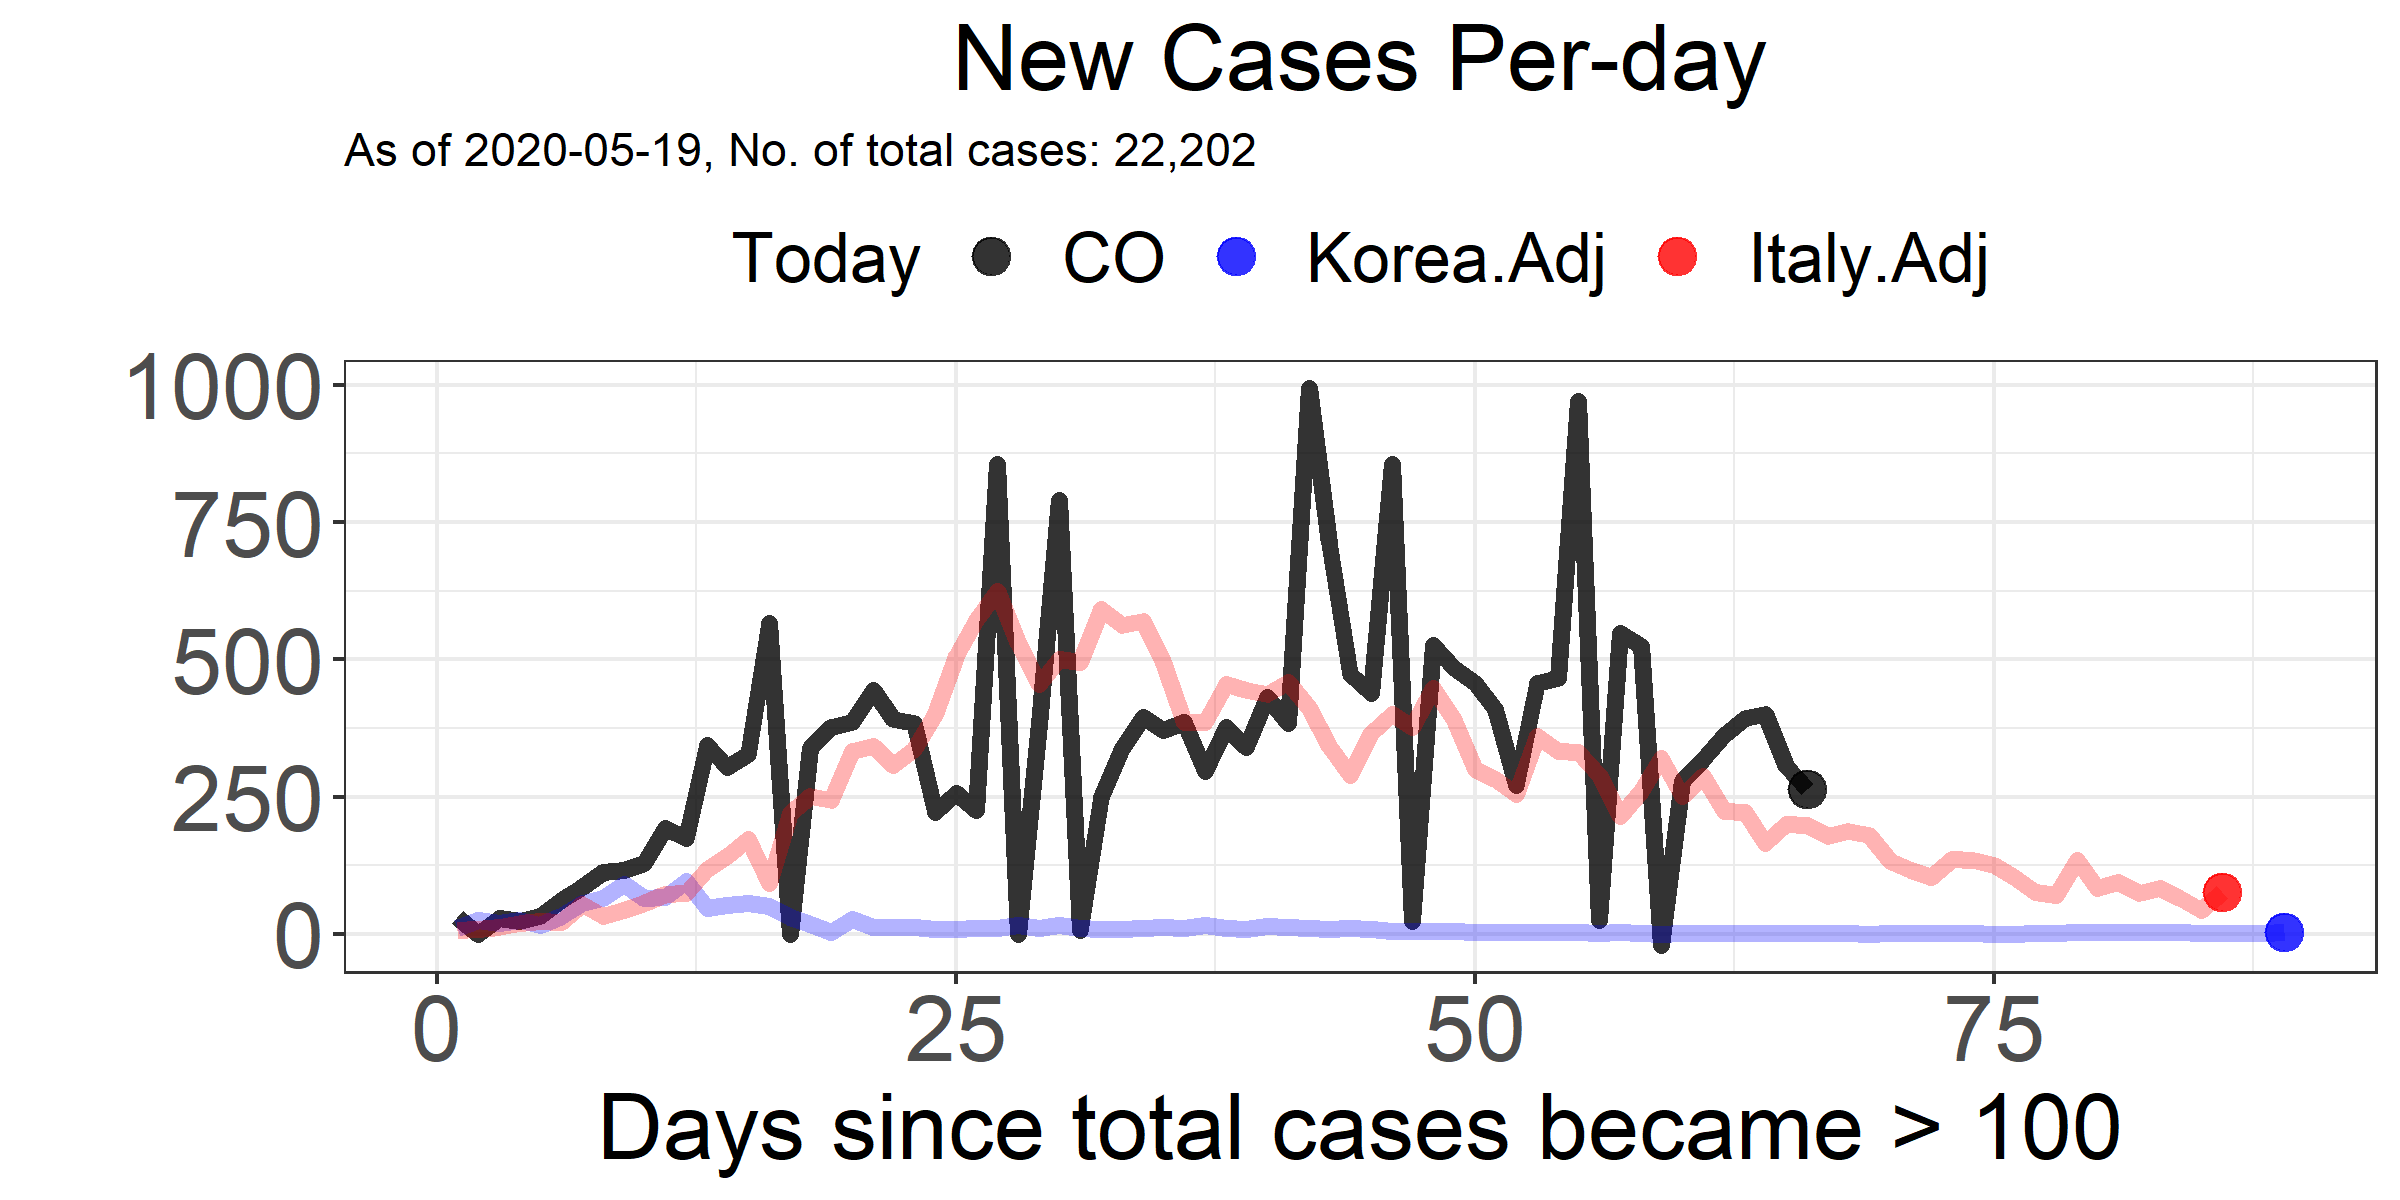 New Cases Per-day
As of 2020-05-19, No. of total cases: 22,202
Today CO Korea.Adj Italy.Adj
1000
750
500
250
0
0 25 50 75
Days since total cases became > 100